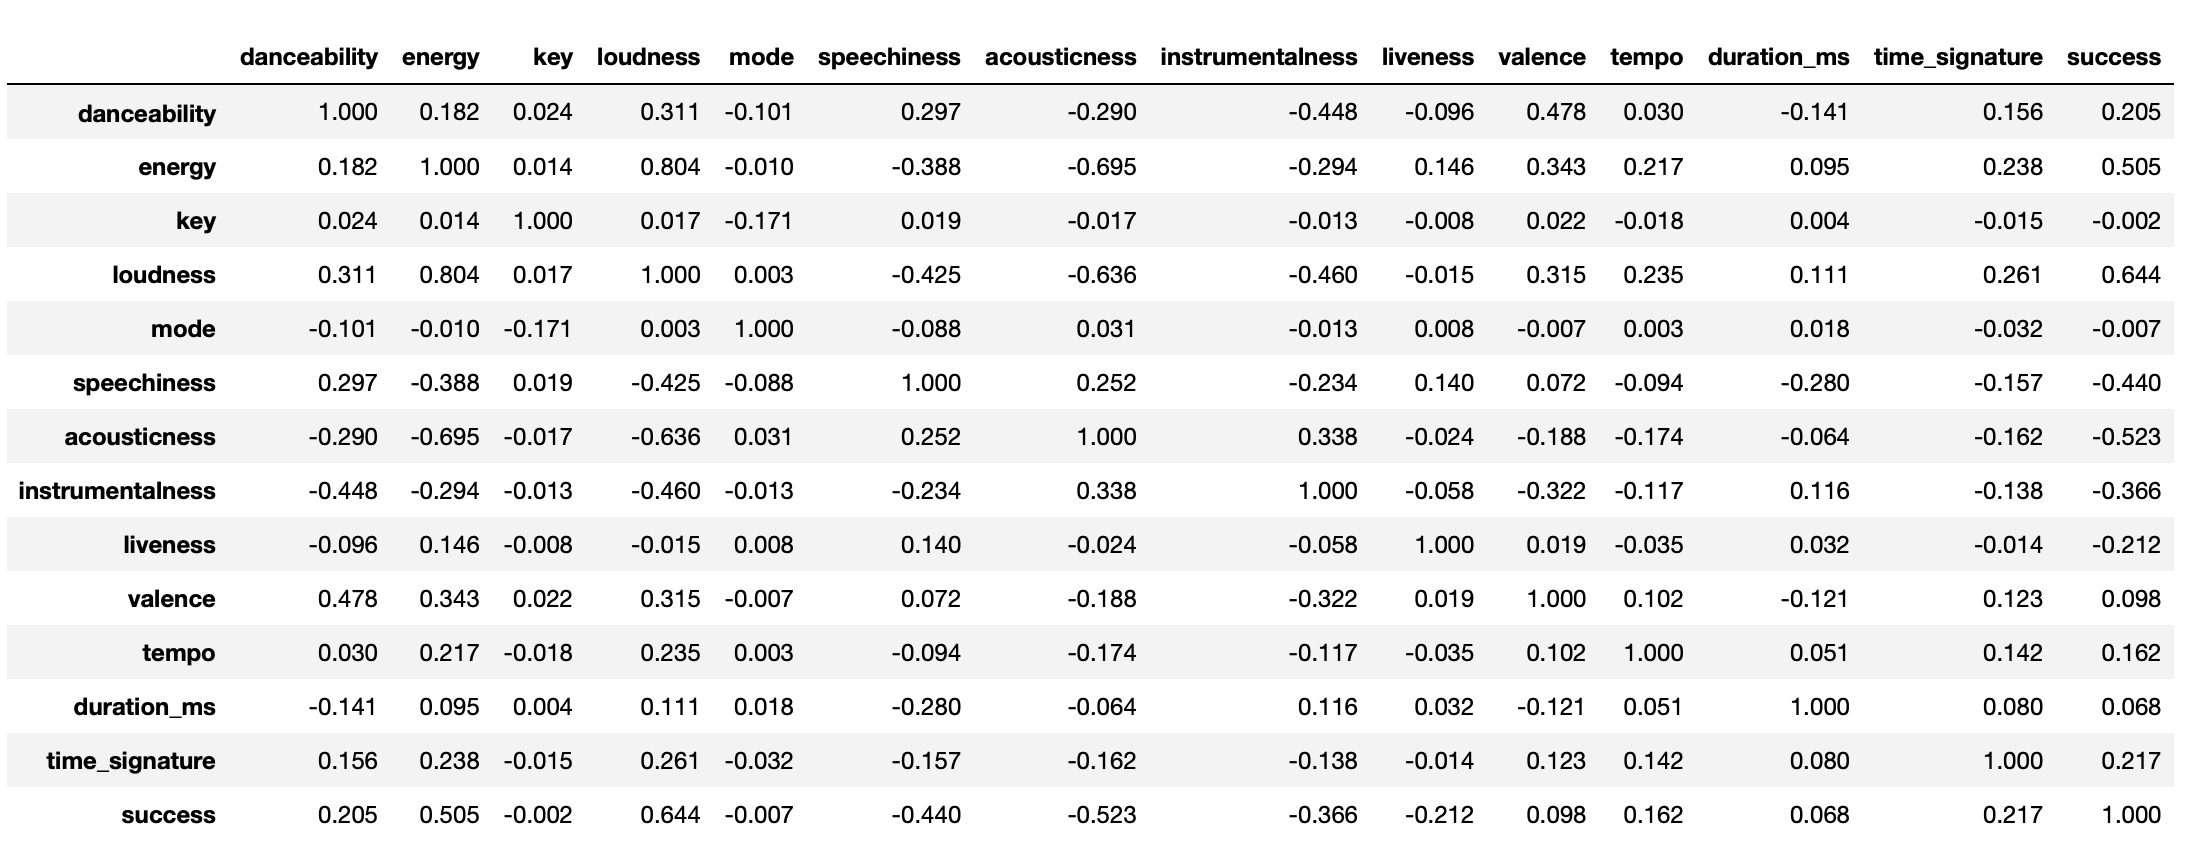 danceability energy key loudness mode speechiness acousticness instrumentalness liveness valence tempo duration_ms time_signature success
danceability 1.000 0.182 0.024 0.311 -0.101 0.297 -0.290 -0.448 -0.096 0.478 0.030 -0.141 0.156 0.205
energy 0.182 1.000 0.014 0.804 -0.010 -0.388 -0.695 -0.294 0.146 0.343 0.217 0.095 0.238 0.505
key 0.024 0.014 1.000 0.017 -0.171 0.019 -0.017 -0.013 -0.008 0.022 -0.018 0.004 -0.015 -0.002
loudness 0.311 0.804 0.017 1.000 0.003 -0.425 -0.636 -0.460 -0.015 0.315 0.235 0.111 0.261 0.644
mode -0.101 -0.010 -0.171 0.003 1.000 -0.088 0.031 -0.013 0.008 -0.007 0.003 0.018 -0.032 -0.007
speechiness 0.297 -0.388 0.019 -0.425 -0.088 1.000 0.252 -0.234 0.140 0.072 -0.094 -0.280 -0.157 -0.440
acousticness -0.290 -0.695 -0.017 -0.636 0.031 0.252 1.000 0.338 -0.024 -0.188 -0.174 -0.064 -0.162 -0.523
instrumentalness -0.448 -0.294 -0.013 -0.460 -0.013 -0.234 0.338 1.000 -0.058 -0.322 -0.117 0.116 -0.138 -0.366
liveness -0.096 0.146 -0.008 -0.015 0.008 0.140 -0.024 -0.058 1.000 0.019 -0.035 0.032 -0.014 -0.212
valence 0.478 0.343 0.022 0.315 -0.007 0.072 -0.188 -0.322 0.019 1.000 0.102 -0.121 0.123 0.098
tempo 0.030 0.217 -0.018 0.235 0.003 -0.094 -0.174 -0.117 -0.035 0.102 1.000 0.051 0.142 0.162
duration_ms -0.141 0.095 0.004 0.111 0.018 -0.280 -0.064 0.116 0.032 -0.121 0.051 1.000 0.080 0.068
time_signature 0.156 0.238 -0.015 0.261 -0.032 -0.157 -0.162 -0.138 -0.014 0.123 0.142 0.080 1.000 0.217
success 0.205 0.505 -0.002 0.644 -0.007 -0.440 -0.523 -0.366 -0.212 0.098 0.162 0.068 0.217 1.000